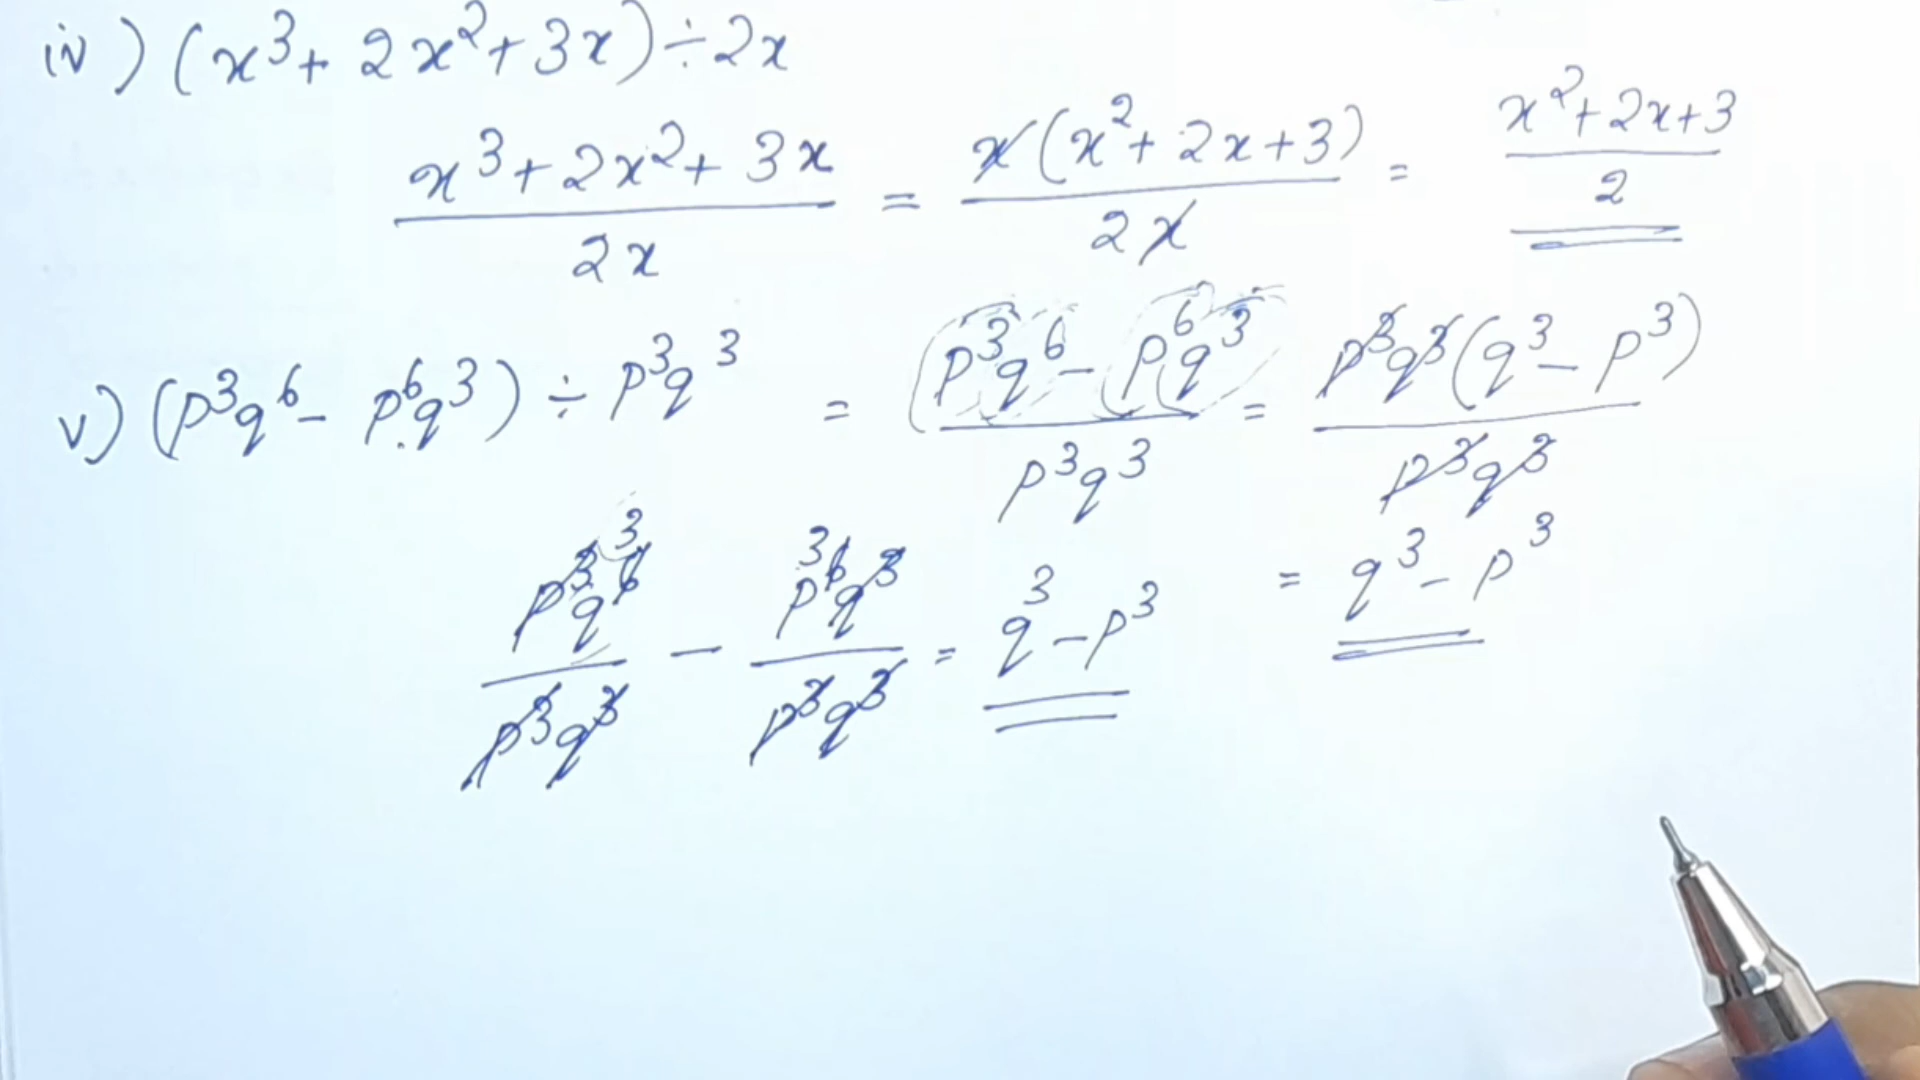 iv) (x³ + 2x² + 3x) ÷ 2x
(x³ + 2x² + 3x)/(2x) = x(x² + 2x + 3)/(2x) = (x² + 2x + 3)/2
v) (p³q⁶ - p⁶q³) ÷ p³q³ = (p³q⁶ - p⁶q³)/(p³q³) = p³q³(q³ - p³)/(p³q³)
= q³ - p³
p³q⁶/(p³q³) - p⁶q³/(p³q³) = q³ - p³